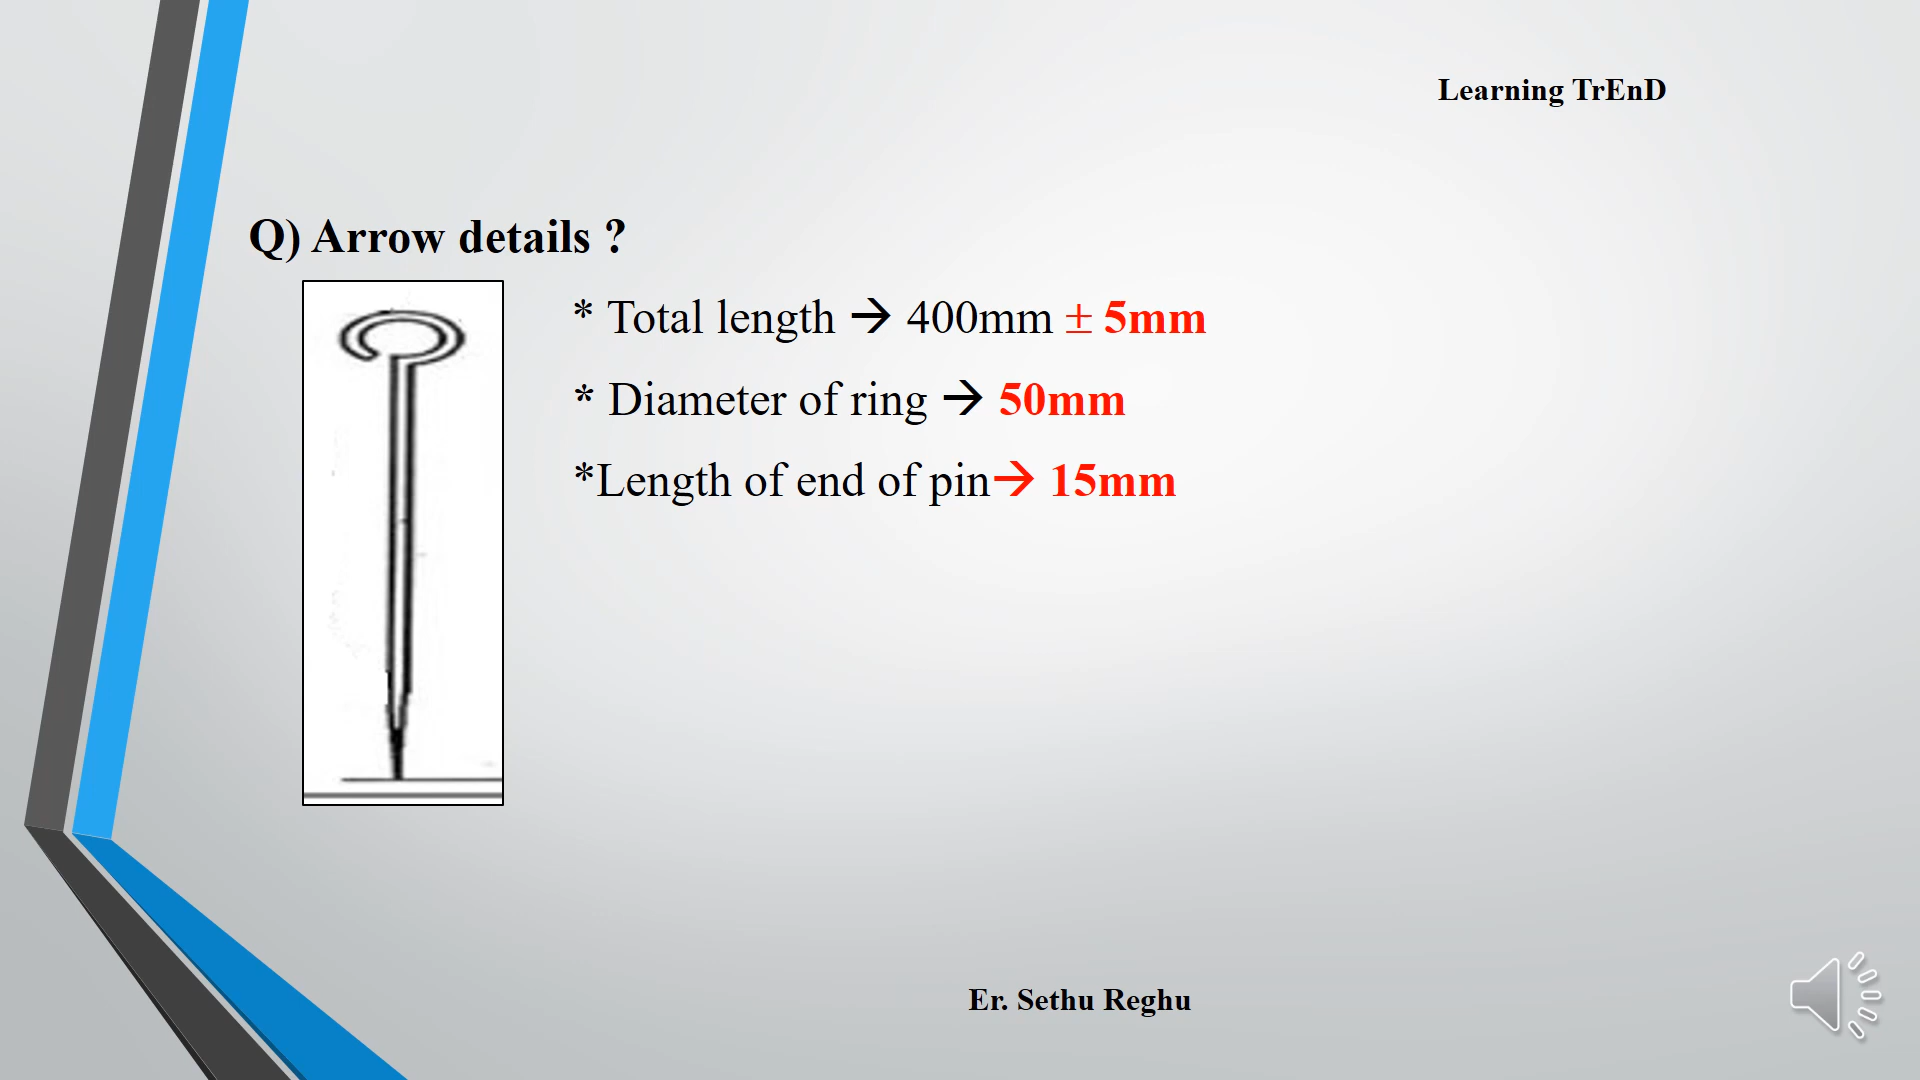 Learning TrEnD
Q) Arrow details ?
* Total length → 400mm ± 5mm
* Diameter of ring → 50mm
*Length of end of pin→ 15mm
Er. Sethu Reghu